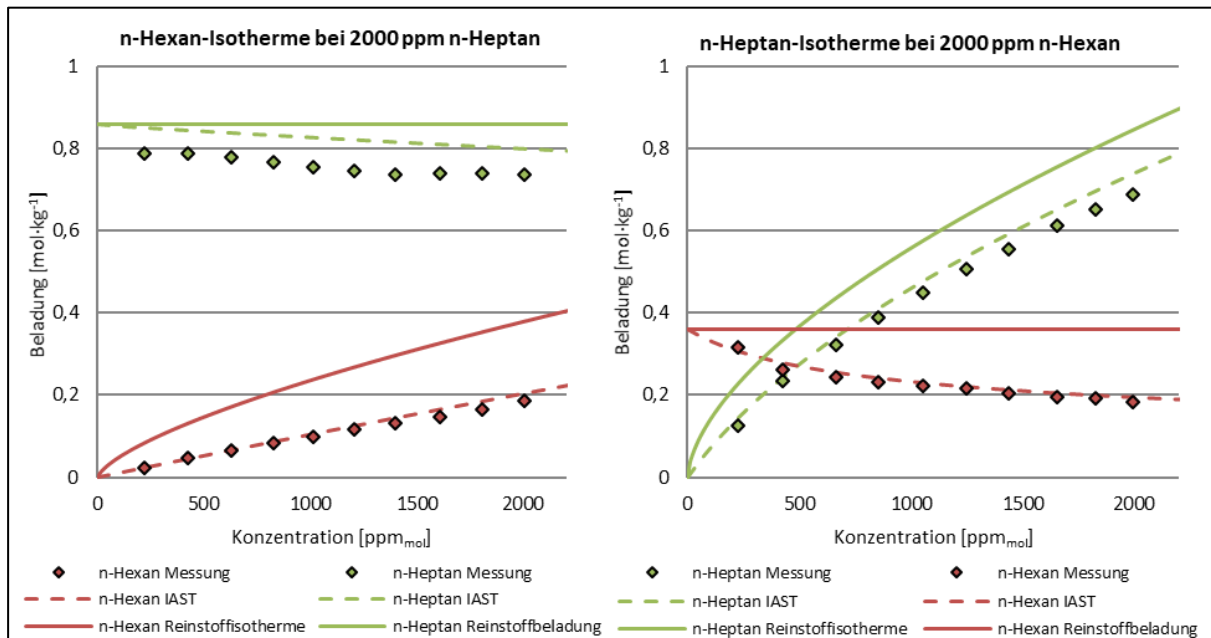 n-Hexan-Isotherme bei 2000 ppm n-Heptan
1
0,8
0,6
0,4
0,2
0
Beladung [mol·kg⁻¹]
0 500 1000 1500 2000
Konzentration [ppmmol]
n-Hexan Messung n-Heptan Messung
n-Hexan IAST n-Heptan IAST
n-Hexan Reinstoffisotherme n-Heptan Reinstoffbeladung
n-Heptan-Isotherme bei 2000 ppm n-Hexan
1
0,8
0,6
0,4
0,2
0
Beladung [mol·kg⁻¹]
0 500 1000 1500 2000
Konzentration [ppmmol]
n-Heptan Messung n-Hexan Messung
n-Heptan IAST n-Hexan IAST
n-Heptan Reinstoffisotherme n-Hexan Reinstoffbeladung